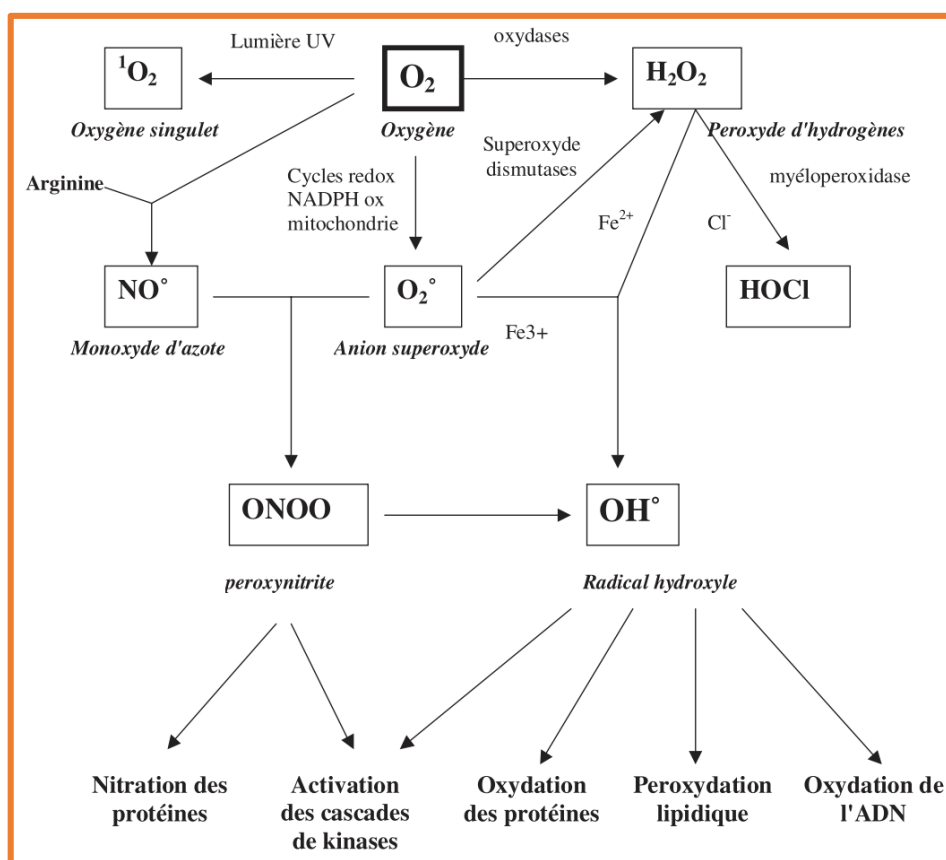 Lumière UV
oxydases
¹O₂
O₂
H₂O₂
Oxygène singulet
Oxygène
Peroxyde d'hydrogènes
Superoxyde
dismutases
Arginine
Cycles redox
NADPH ox
mitochondrie
myéloperoxidase
Fe²⁺
Cl⁻
NO°
O₂°
HOCl
Monoxyde d'azote
Anion superoxyde
Fe3+
ONOO
OH°
peroxynitrite
Radical hydroxyle
Nitration des
protéines
Activation
des cascades
de kinases
Oxydation
des protéines
Peroxydation
lipidique
Oxydation de
l'ADN